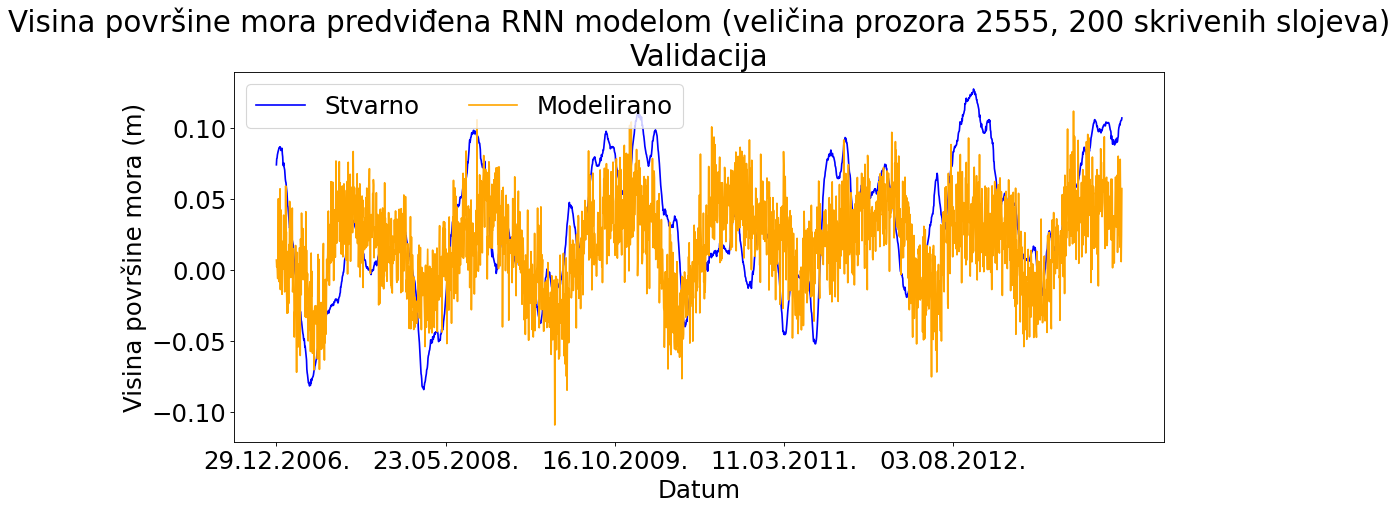 Visina površine mora predviđena RNN modelom (veličina prozora 2555, 200 skrivenih slojeva)
Validacija
Stvarno Modelirano
Visina površine mora (m)
0.10
0.05
0.00
−0.05
−0.10
29.12.2006. 23.05.2008. 16.10.2009. 11.03.2011. 03.08.2012.
Datum